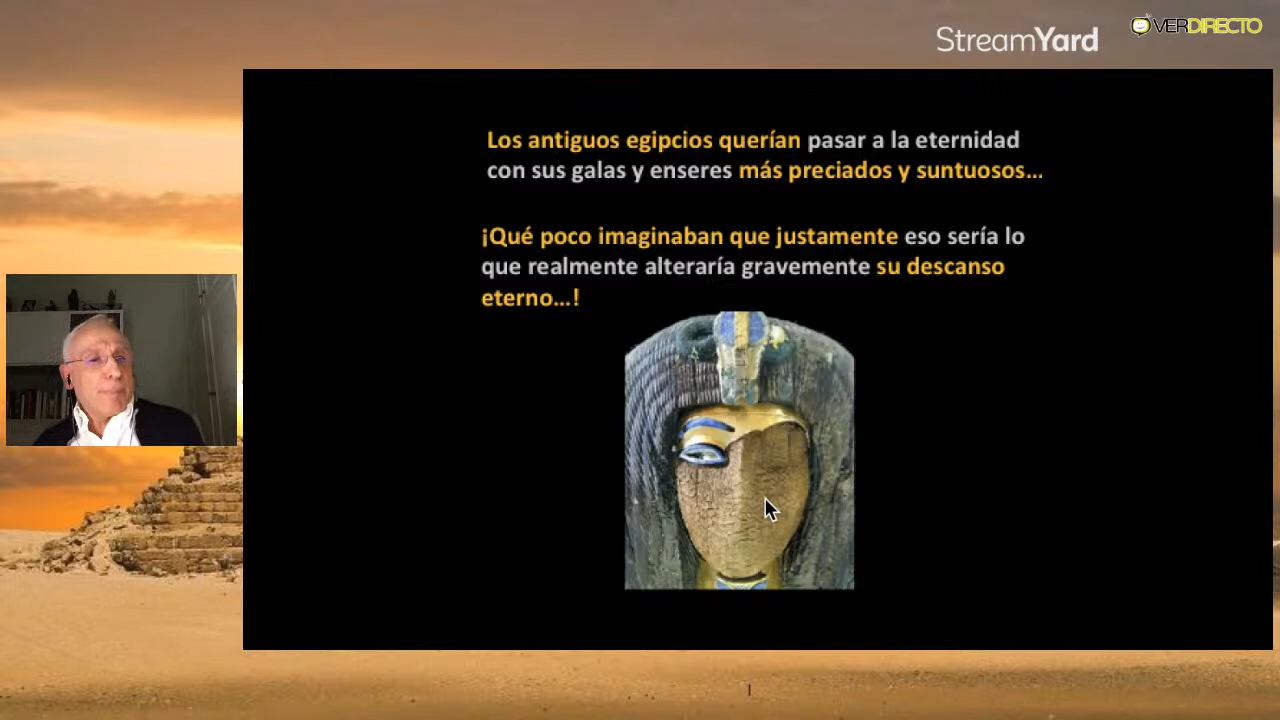 StreamYard
VERDIRECTO
Los antiguos egipcios querían pasar a la eternidad
con sus galas y enseres más preciados y suntuosos...
¡Qué poco imaginaban que justamente eso sería lo
que realmente alteraría gravemente su descanso
eterno...!